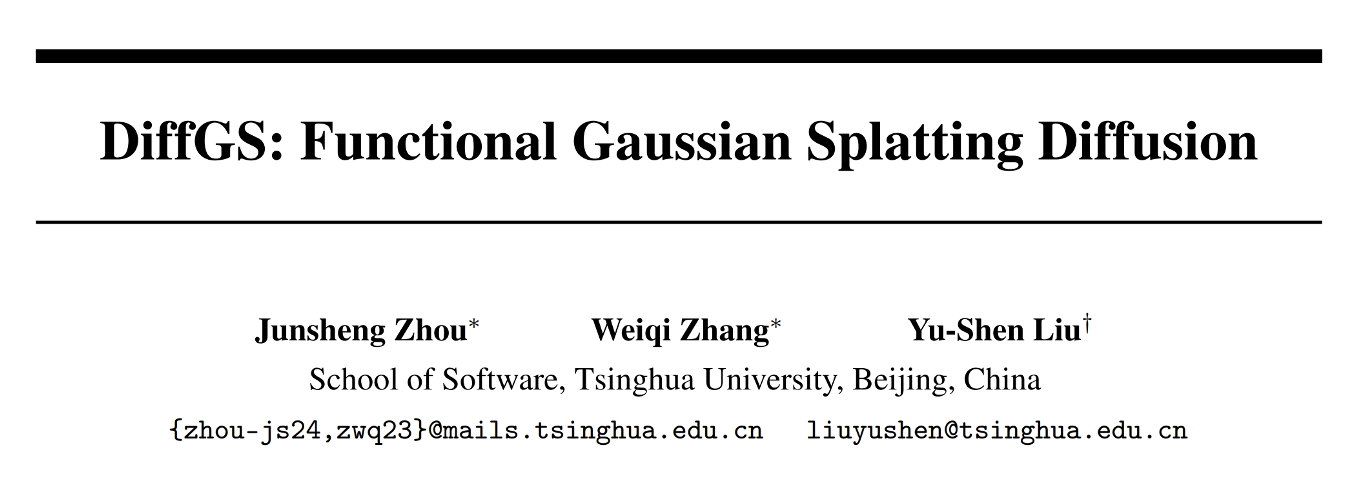 DiffGS: Functional Gaussian Splatting Diffusion
Junsheng Zhou* Weiqi Zhang* Yu-Shen Liu†
School of Software, Tsinghua University, Beijing, China
{zhou-js24,zwq23}@mails.tsinghua.edu.cn liuyushen@tsinghua.edu.cn